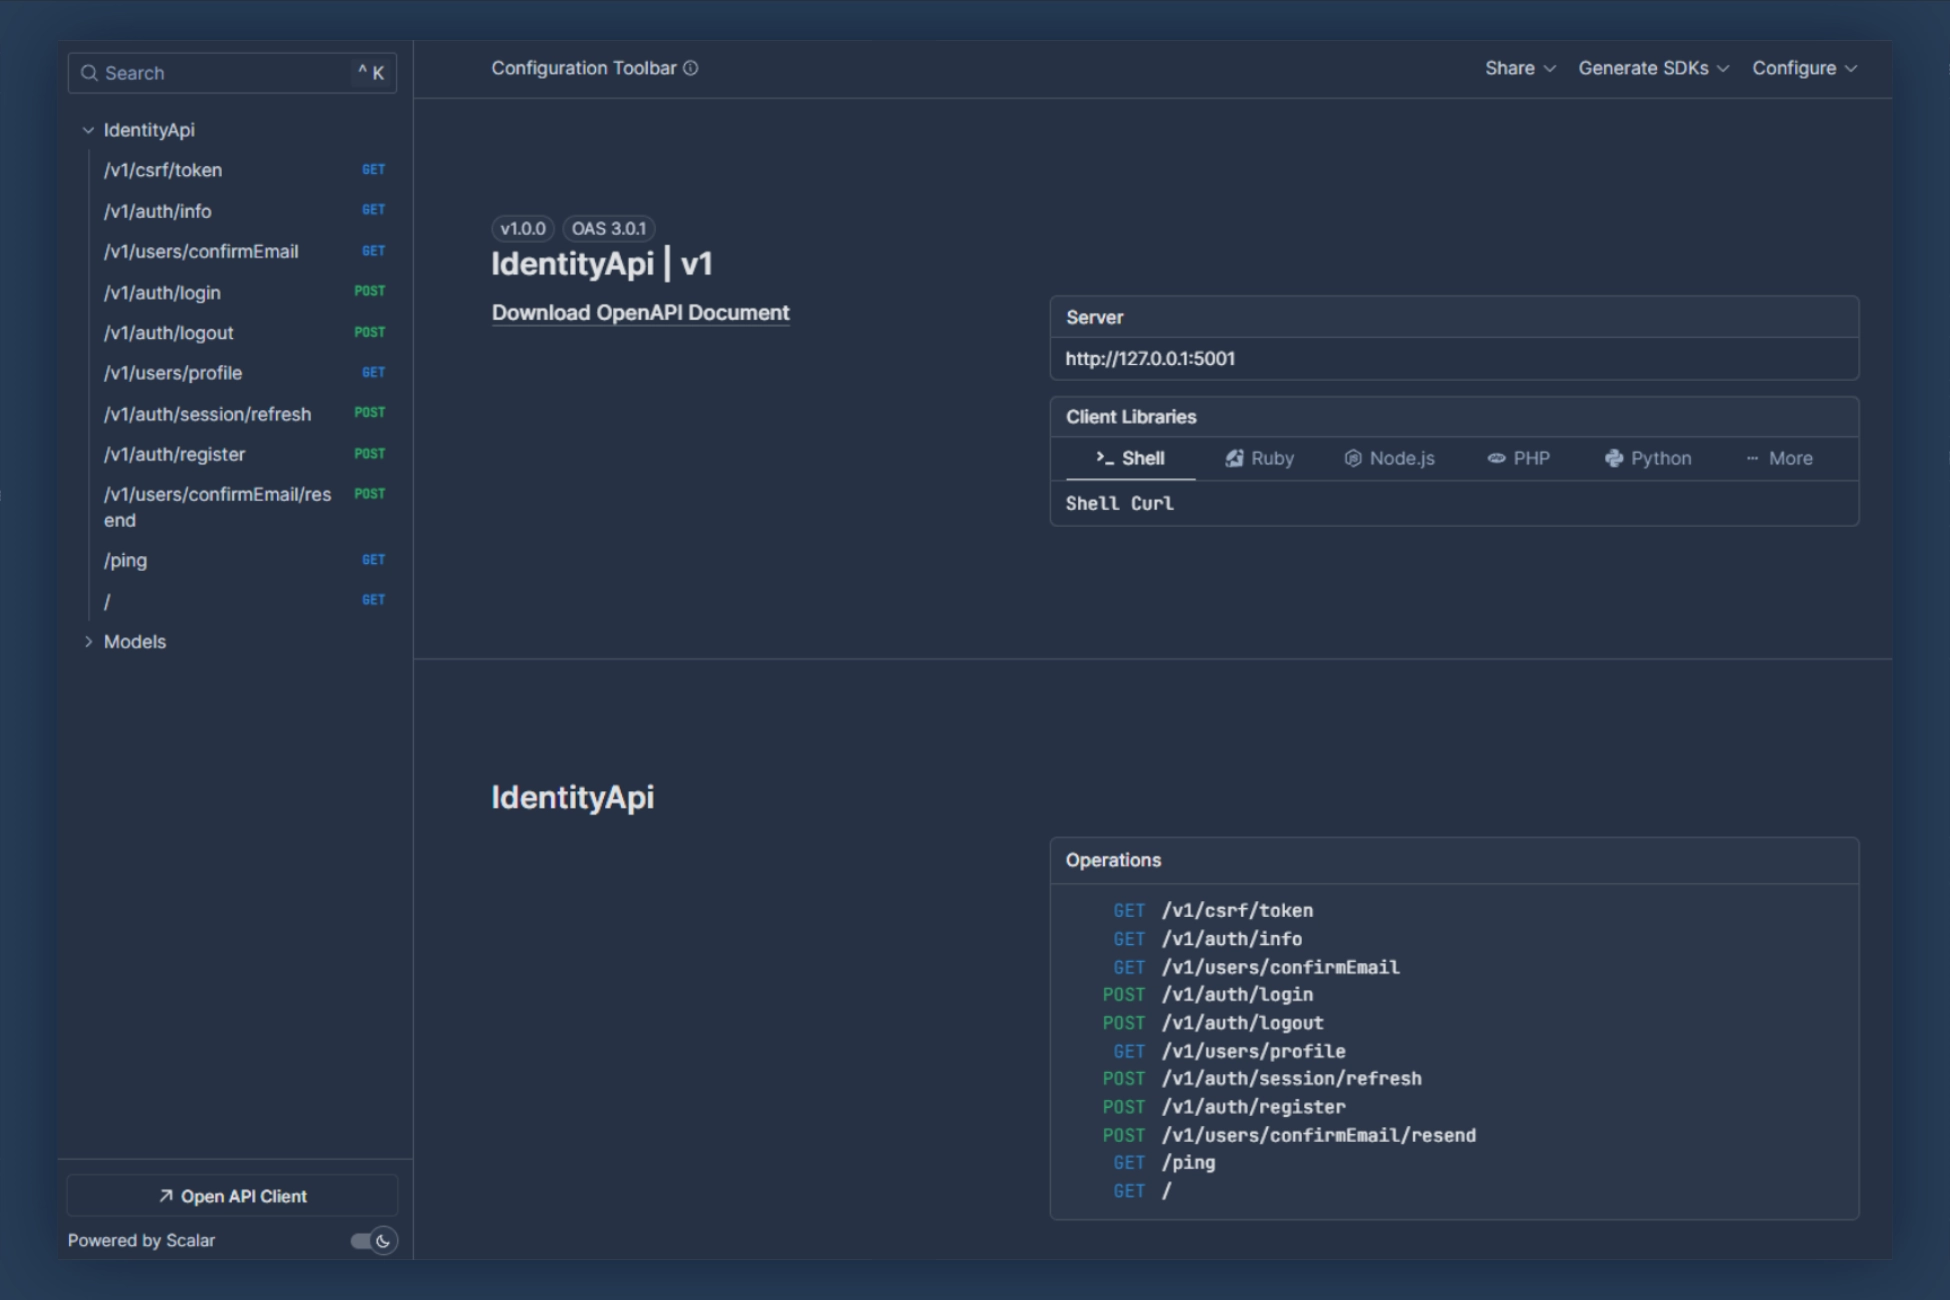 Search ^ K
IdentityApi
/v1/csrf/token GET
/v1/auth/info GET
/v1/users/confirmEmail GET
/v1/auth/login POST
/v1/auth/logout POST
/v1/users/profile GET
/v1/auth/session/refresh POST
/v1/auth/register POST
/v1/users/confirmEmail/res POST
end
/ping GET
/ GET
Models
Open API Client
Powered by Scalar
Configuration Toolbar
Share Generate SDKs Configure
v1.0.0 OAS 3.0.1
IdentityApi | v1
Download OpenAPI Document
Server
http://127.0.0.1:5001
Client Libraries
Shell Ruby Node.js PHP Python ··· More
Shell Curl
IdentityApi
Operations
GET /v1/csrf/token
GET /v1/auth/info
GET /v1/users/confirmEmail
POST /v1/auth/login
POST /v1/auth/logout
GET /v1/users/profile
POST /v1/auth/session/refresh
POST /v1/auth/register
POST /v1/users/confirmEmail/resend
GET /ping
GET /